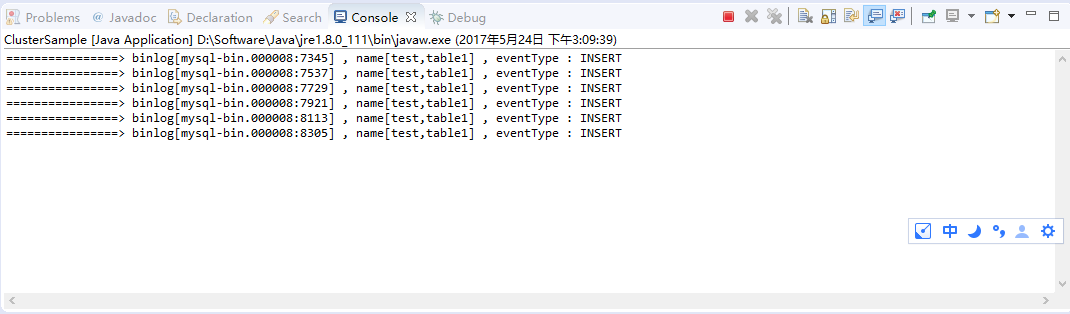 Problems @ Javadoc Declaration Search Console Debug
ClusterSample [Java Application] D:\Software\Java\jre1.8.0_111\bin\javaw.exe (2017年5月24日 下午3:09:39)
================> binlog[mysql-bin.000008:7345] , name[test,table1] , eventType : INSERT
================> binlog[mysql-bin.000008:7537] , name[test,table1] , eventType : INSERT
================> binlog[mysql-bin.000008:7729] , name[test,table1] , eventType : INSERT
================> binlog[mysql-bin.000008:7921] , name[test,table1] , eventType : INSERT
================> binlog[mysql-bin.000008:8113] , name[test,table1] , eventType : INSERT
================> binlog[mysql-bin.000008:8305] , name[test,table1] , eventType : INSERT
中